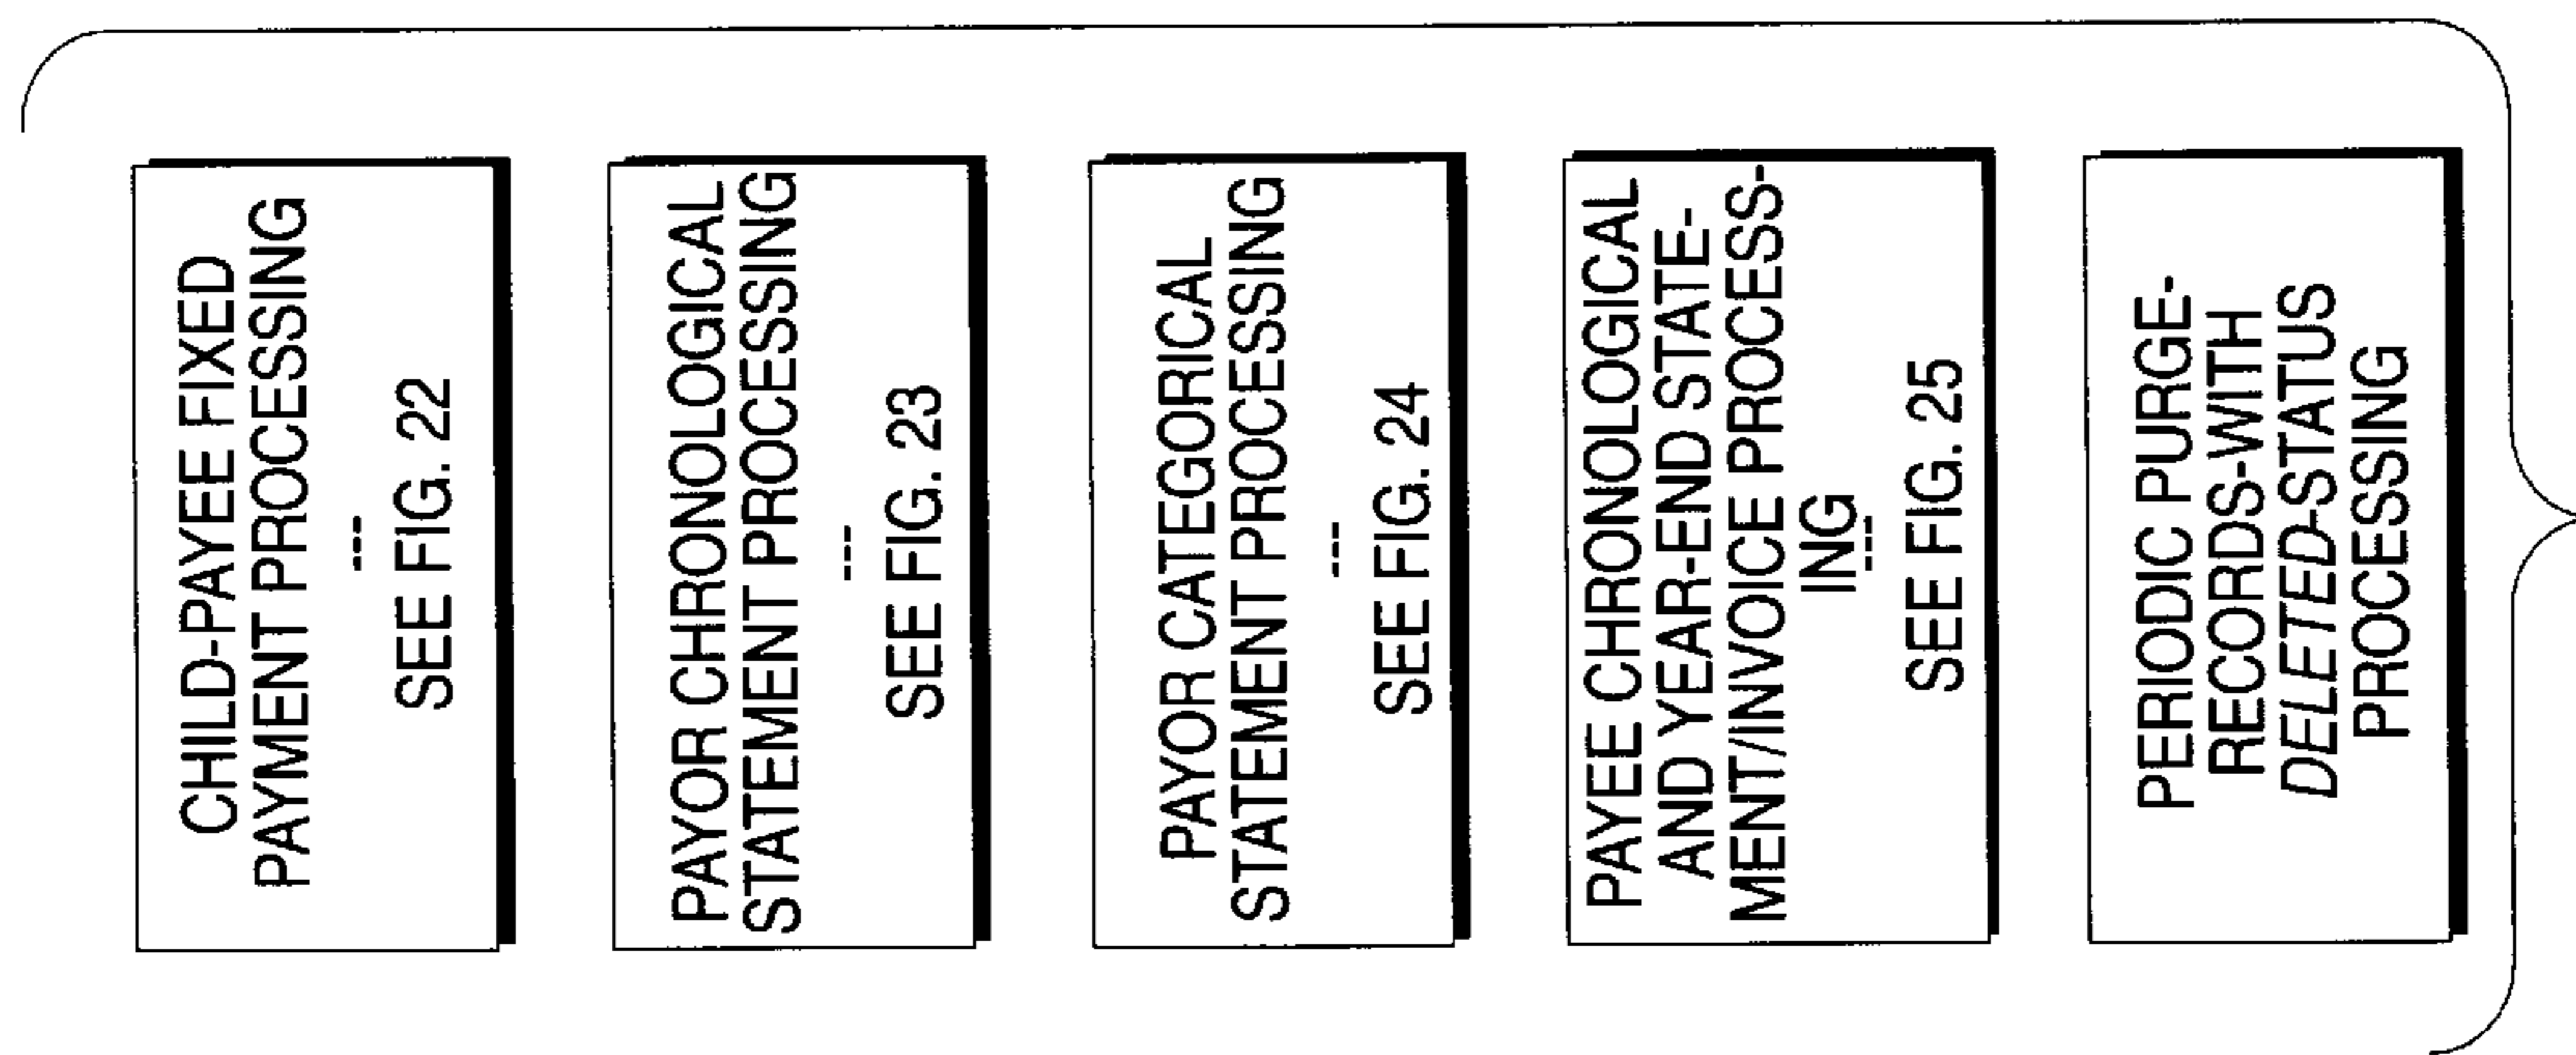 CHILD-PAYEE FIXED
PAYMENT PROCESSING
---
SEE FIG. 22
PAYOR CHRONOLOGICAL
STATEMENT PROCESSING
---
SEE FIG. 23
PAYOR CATEGORICAL
STATEMENT PROCESSING
---
SEE FIG. 24
PAYEE CHRONOLOGICAL
AND YEAR-END STATE-
MENT/INVOICE PROCESS-
ING
---
SEE FIG. 25
PERIODIC PURGE-
RECORDS-WITH
DELETED-STATUS
PROCESSING